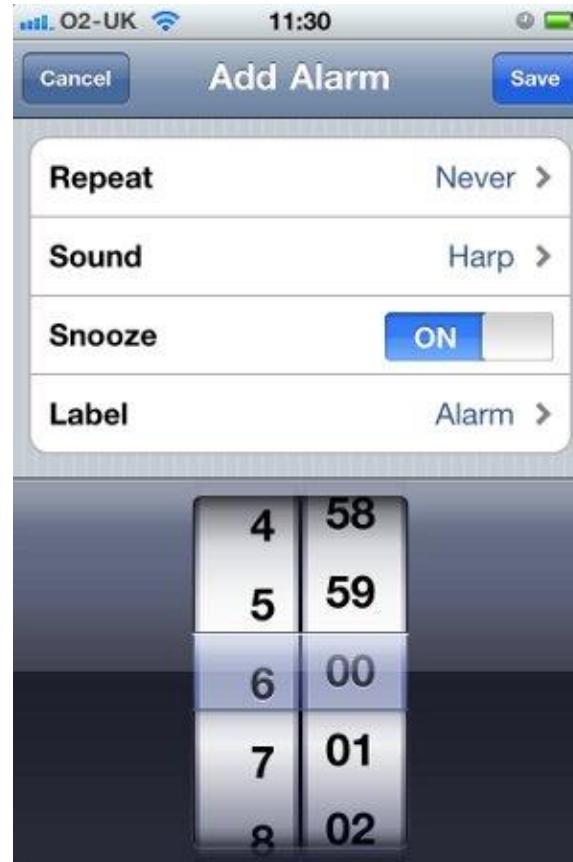 O2-UK 11:30
Cancel Add Alarm Save
Repeat Never
Sound Harp
Snooze ON
Label Alarm
4 58
5 59
6 00
7 01
8 02